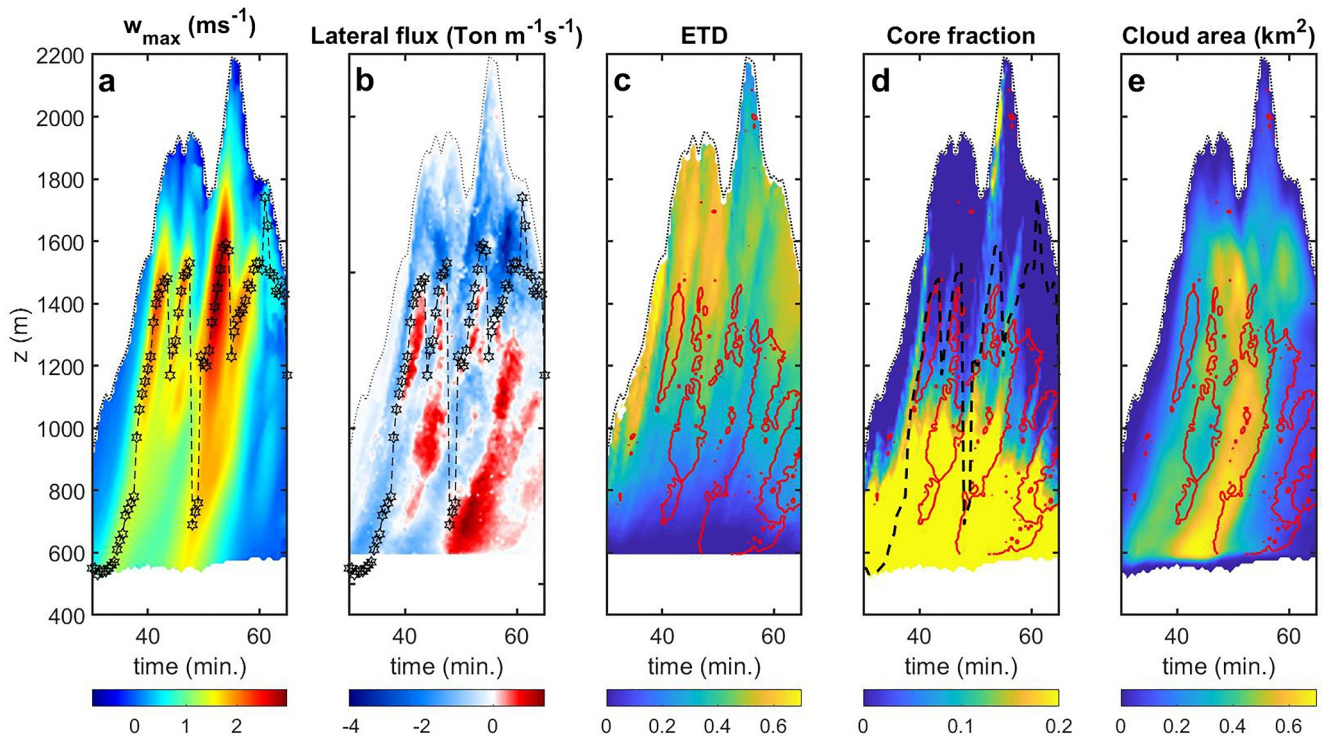 w_max (ms^-1)
Lateral flux (Ton m^-1s^-1)
ETD
Core fraction
Cloud area (km^2)
a
b
c
d
e
2200
2000
1800
1600
1400
1200
1000
800
600
400
z (m)
40 60
40 60
40 60
40 60
40 60
time (min.)
time (min.)
time (min.)
time (min.)
time (min.)
0 1 2
-4 -2 0
0 0.2 0.4 0.6
0 0.1 0.2
0 0.2 0.4 0.6